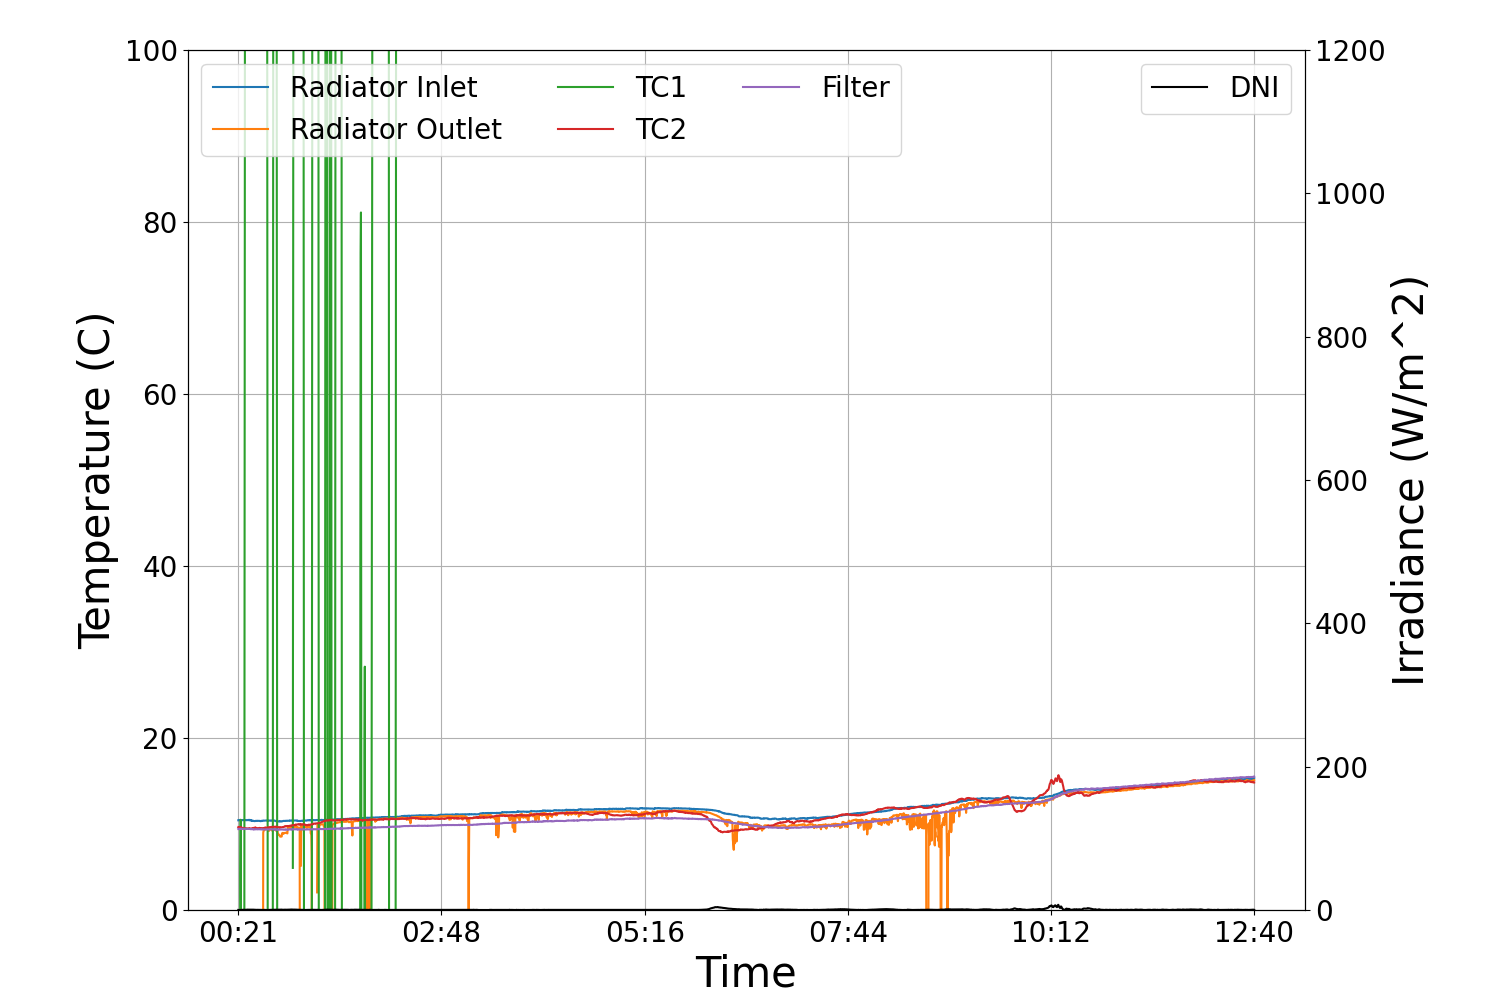 100
80
60
40
20
0
Temperature (C)
Radiator Inlet
Radiator Outlet
TC1
TC2
Filter
DNI
1200
1000
800
600
400
200
0
Irradiance (W/m^2)
00:21
02:48
05:16
07:44
10:12
12:40
Time